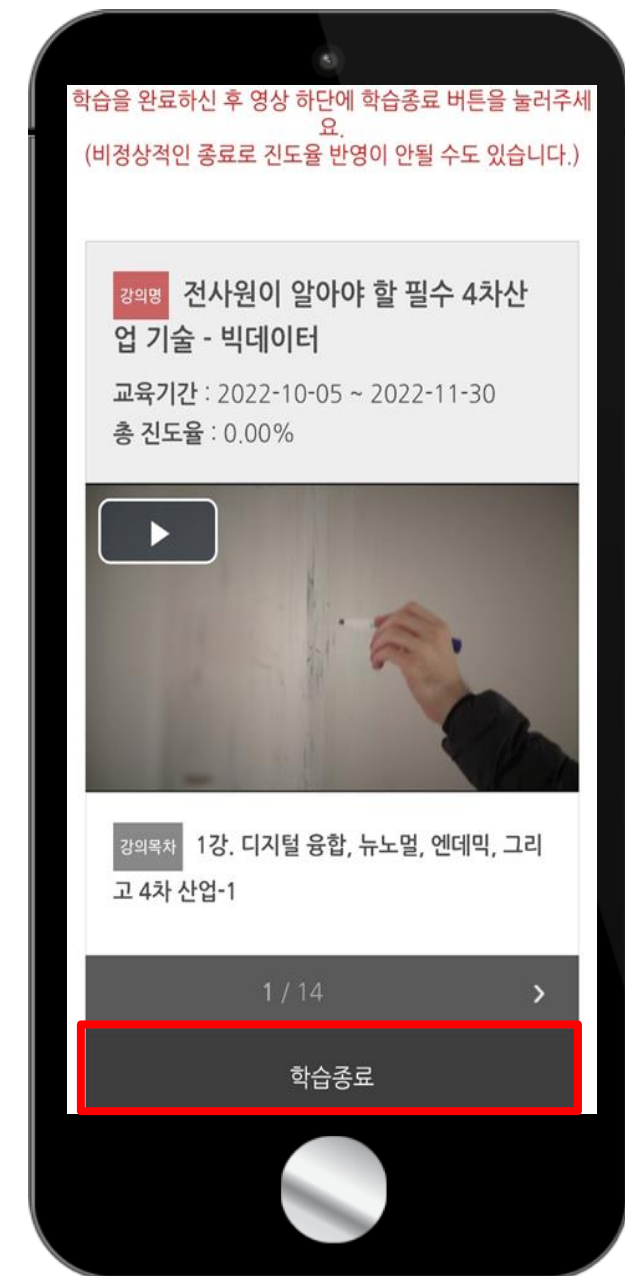 학습을 완료하신 후 영상 하단에 학습종료 버튼을 눌러주세
요.
(비정상적인 종료로 진도율 반영이 안될 수도 있습니다.)
강의명 전사원이 알아야 할 필수 4차산
업 기술 - 빅데이터
교육기간 : 2022-10-05 ~ 2022-11-30
총 진도율 : 0.00%
강의목차 1강. 디지털 융합, 뉴노멀, 엔데믹, 그리
고 4차 산업-1
1 / 14
학습종료